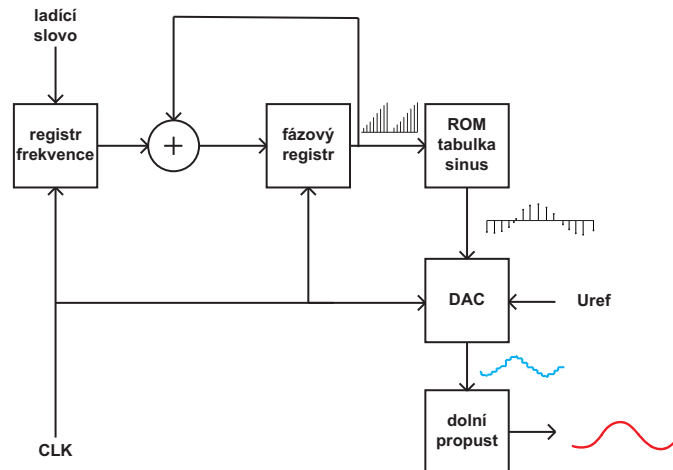 ladící
slovo
registr
frekvence
+
fázový
registr
ROM
tabulka
sinus
DAC
Uref
dolní
propust
CLK